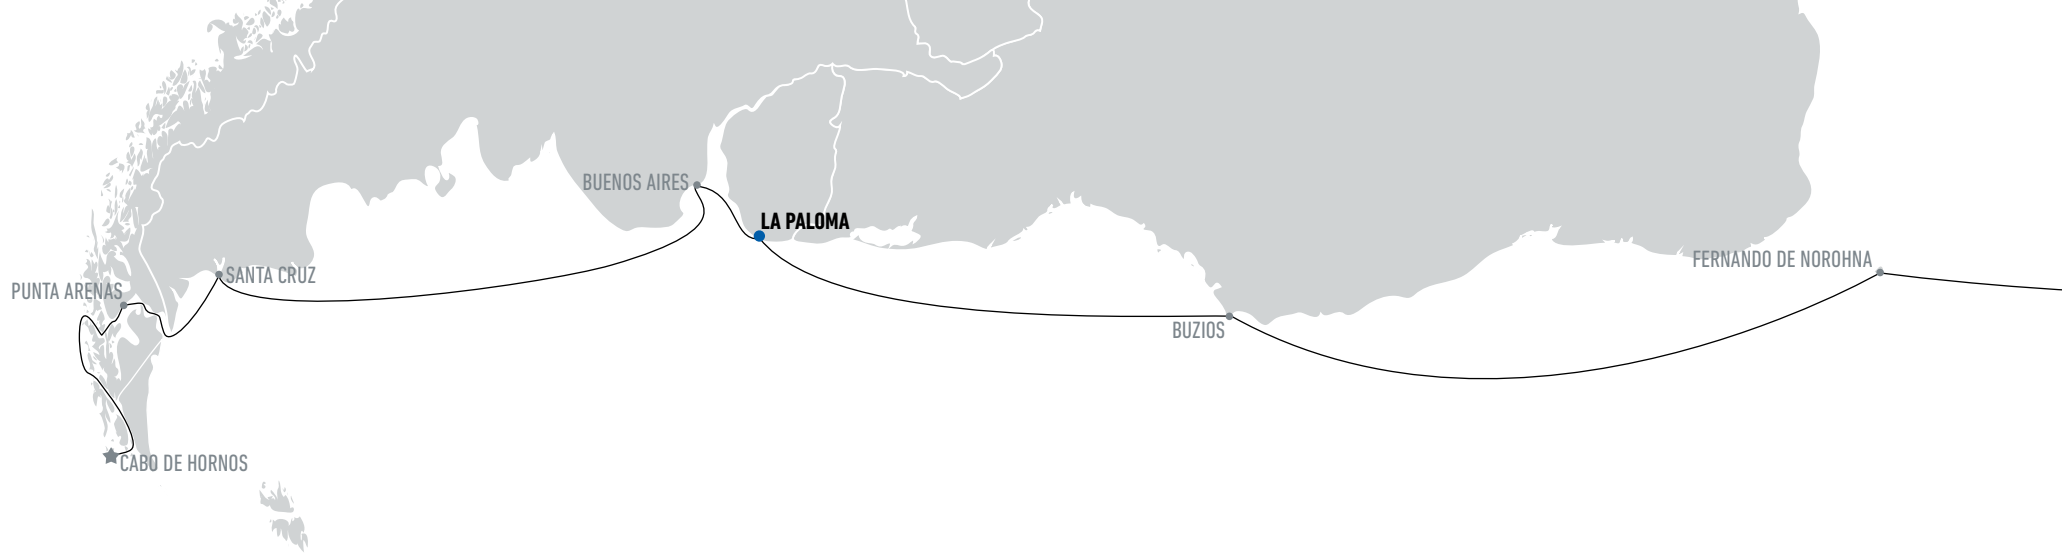 BUENOS AIRES
LA PALOMA
FERNANDO DE NOROHNA
SANTA CRUZ
PUNTA ARENAS
BUZIOS
CABO DE HORNOS